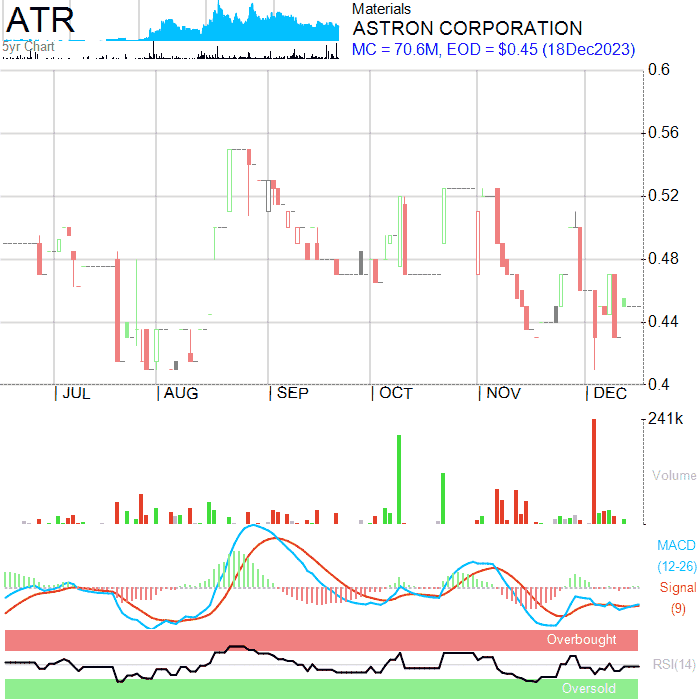 ATR
5yr Chart
Materials
ASTRON CORPORATION
MC = 70.6M, EOD = $0.45 (18Dec2023)
0.6
0.56
0.52
0.48
0.44
0.4
JUL AUG SEP OCT NOV DEC
241k
Volume
MACD
(12-26)
Signal
(9)
Overbought
RSI(14)
Oversold